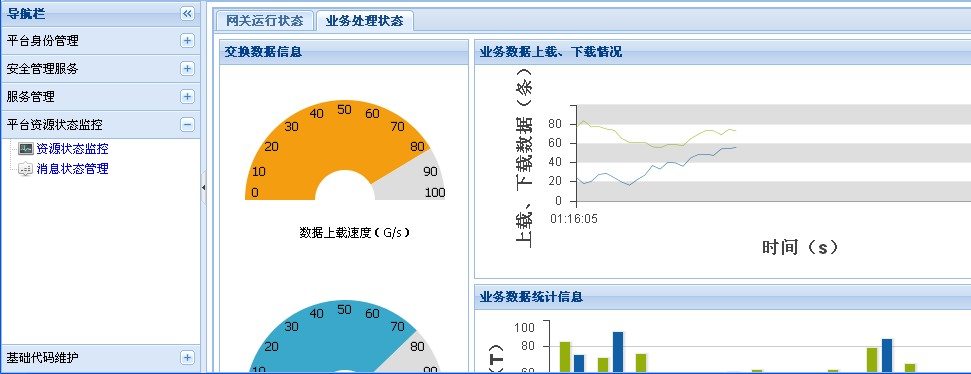 导航栏
平台身份管理
安全管理服务
服务管理
平台资源状态监控
资源状态监控
消息状态管理
基础代码维护
网关运行状态 业务处理状态
交换数据信息
0 10 20 30 40 50 60 70 80 90 100
数据上载速度(G/s)
10 20 30 40 50 60 70 80 90
业务数据上载、下载情况
上载、下载数据(条)
80
60
40
20
0
01:16:05
时间(s)
业务数据统计信息
(T)
100
80
60